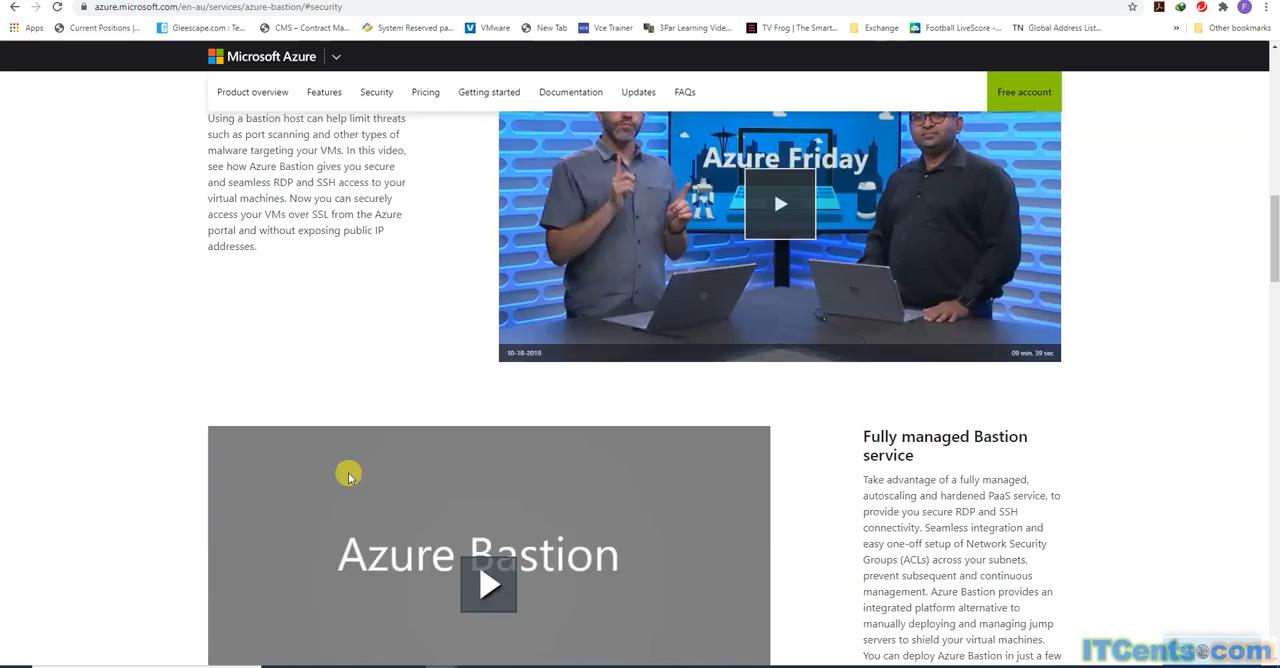 azure.microsoft.com/en-au/services/azure-bastion/#security
Apps Current Positions |... Gleescape.com : Te... CMS – Contract Ma... System Reserved pa... VMware New Tab Vce Trainer 3Par Learning Vide... TV Frog | The Smart... Exchange Football LiveScore -... TN Global Address List... » Other bookmarks
Microsoft Azure
Product overview Features Security Pricing Getting started Documentation Updates FAQs Free account
Using a bastion host can help limit threats
such as port scanning and other types of
malware targeting your VMs. In this video,
see how Azure Bastion gives you secure
and seamless RDP and SSH access to your
virtual machines. Now you can securely
access your VMs over SSL from the Azure
portal and without exposing public IP
addresses.
Azure Friday
10-18-2019 09 min, 39 sec
Azure Bastion
Fully managed Bastion
service
Take advantage of a fully managed,
autoscaling and hardened PaaS service, to
provide you secure RDP and SSH
connectivity. Seamless integration and
easy one-off setup of Network Security
Groups (ACLs) across your subnets,
prevent subsequent and continuous
management. Azure Bastion provides an
integrated platform alternative to
manually deploying and managing jump
servers to shield your virtual machines.
You can deploy Azure Bastion in just a few
ITCents.com